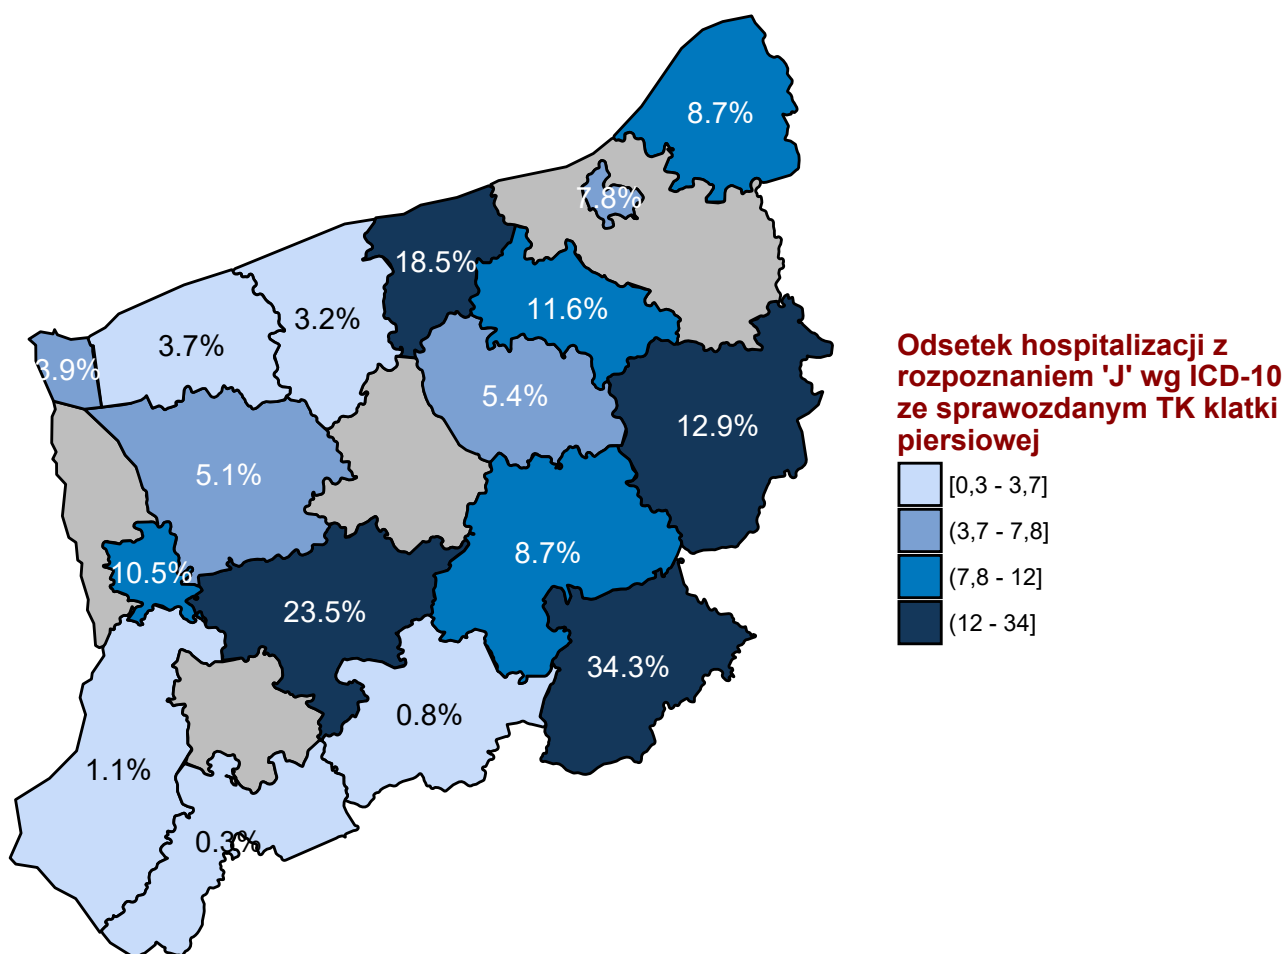 8.7%
7.8%
18.5%
11.6%
3.2%
3.7%
3.9%
5.4%
12.9%
5.1%
8.7%
10.5%
23.5%
34.3%
0.8%
1.1%
0.3%
Odsetek hospitalizacji z
rozpoznaniem 'J' wg ICD-10
ze sprawozdanym TK klatki
piersiowej
[0,3 - 3,7]
(3,7 - 7,8]
(7,8 - 12]
(12 - 34]